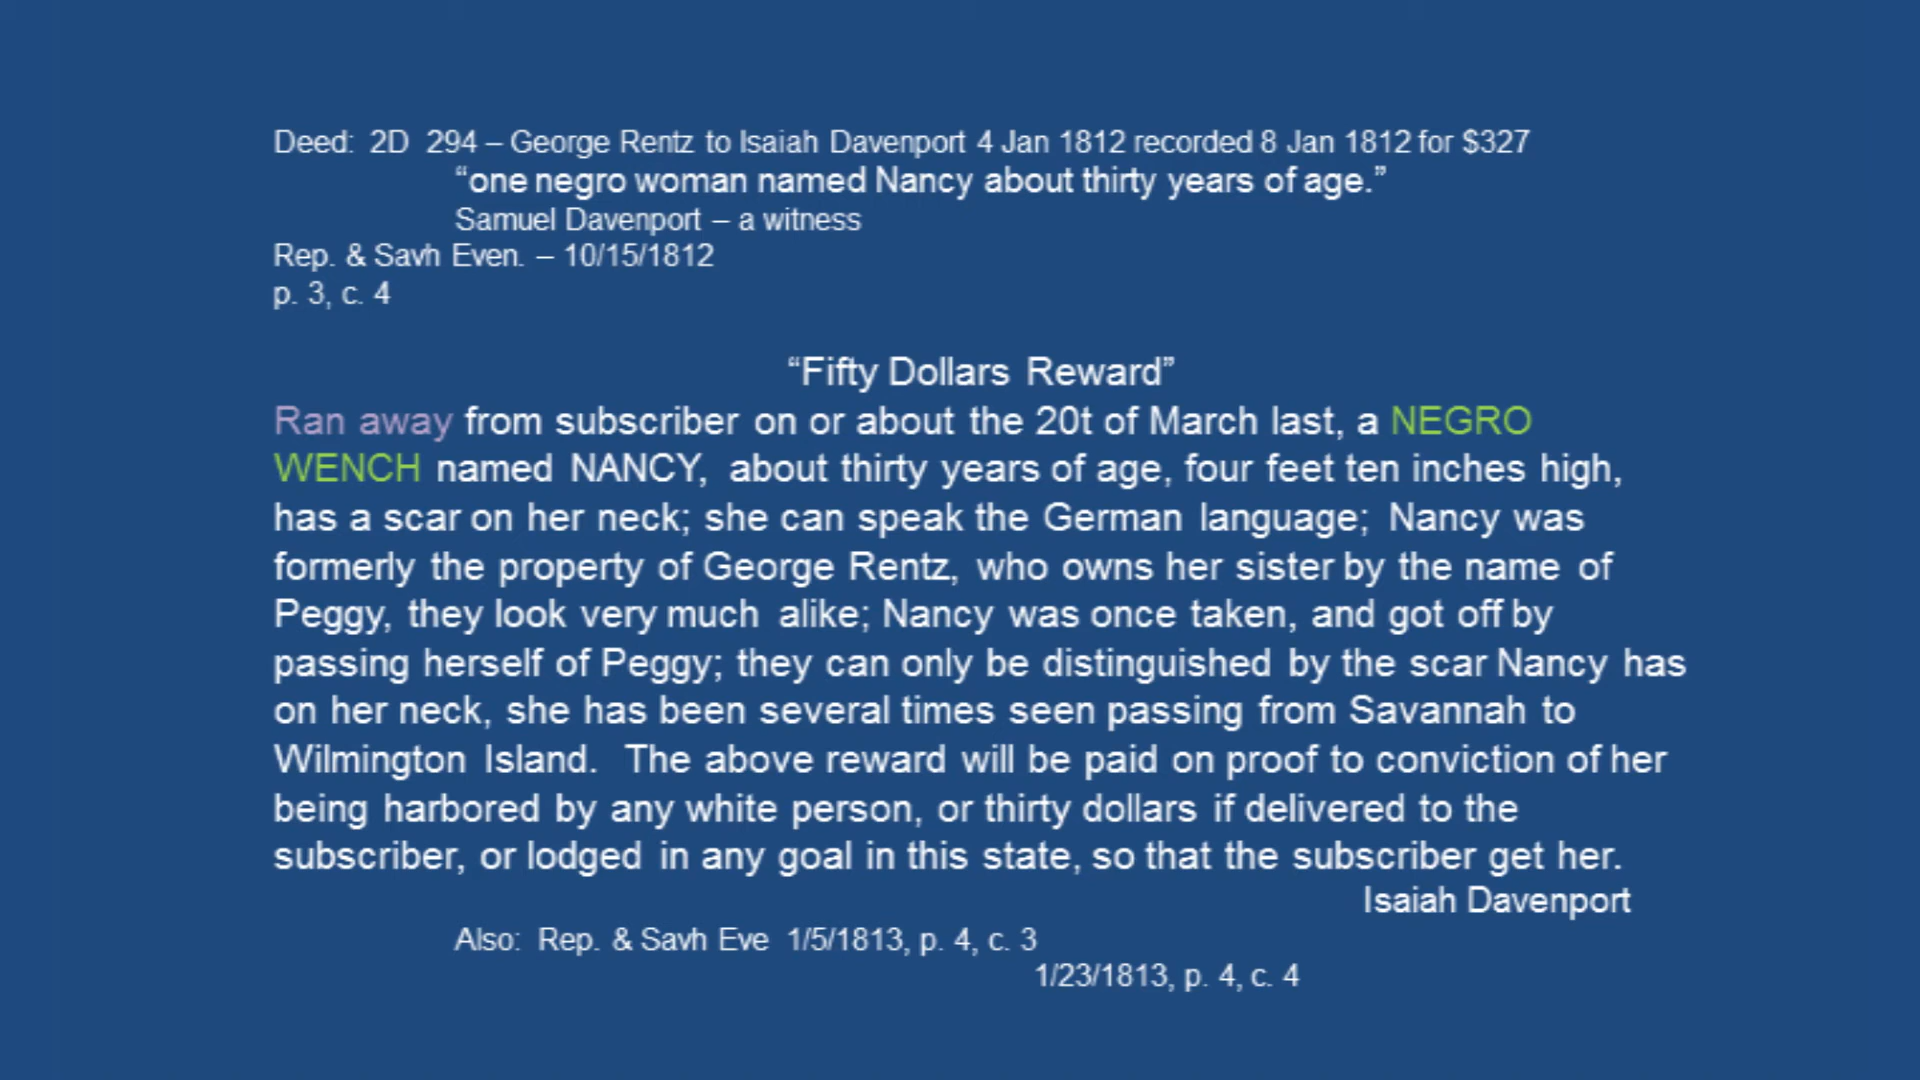 Deed: 2D 294 – George Rentz to Isaiah Davenport 4 Jan 1812 recorded 8 Jan 1812 for $327
“one negro woman named Nancy about thirty years of age.”
Samuel Davenport – a witness
Rep. & Savh Even. – 10/15/1812
p. 3, c. 4
“Fifty Dollars Reward”
Ran away from subscriber on or about the 20t of March last, a NEGRO
WENCH named NANCY, about thirty years of age, four feet ten inches high,
has a scar on her neck; she can speak the German language; Nancy was
formerly the property of George Rentz, who owns her sister by the name of
Peggy, they look very much alike; Nancy was once taken, and got off by
passing herself of Peggy; they can only be distinguished by the scar Nancy has
on her neck, she has been several times seen passing from Savannah to
Wilmington Island. The above reward will be paid on proof to conviction of her
being harbored by any white person, or thirty dollars if delivered to the
subscriber, or lodged in any goal in this state, so that the subscriber get her.
Isaiah Davenport
Also: Rep. & Savh Eve 1/5/1813, p. 4, c. 3
1/23/1813, p. 4, c. 4